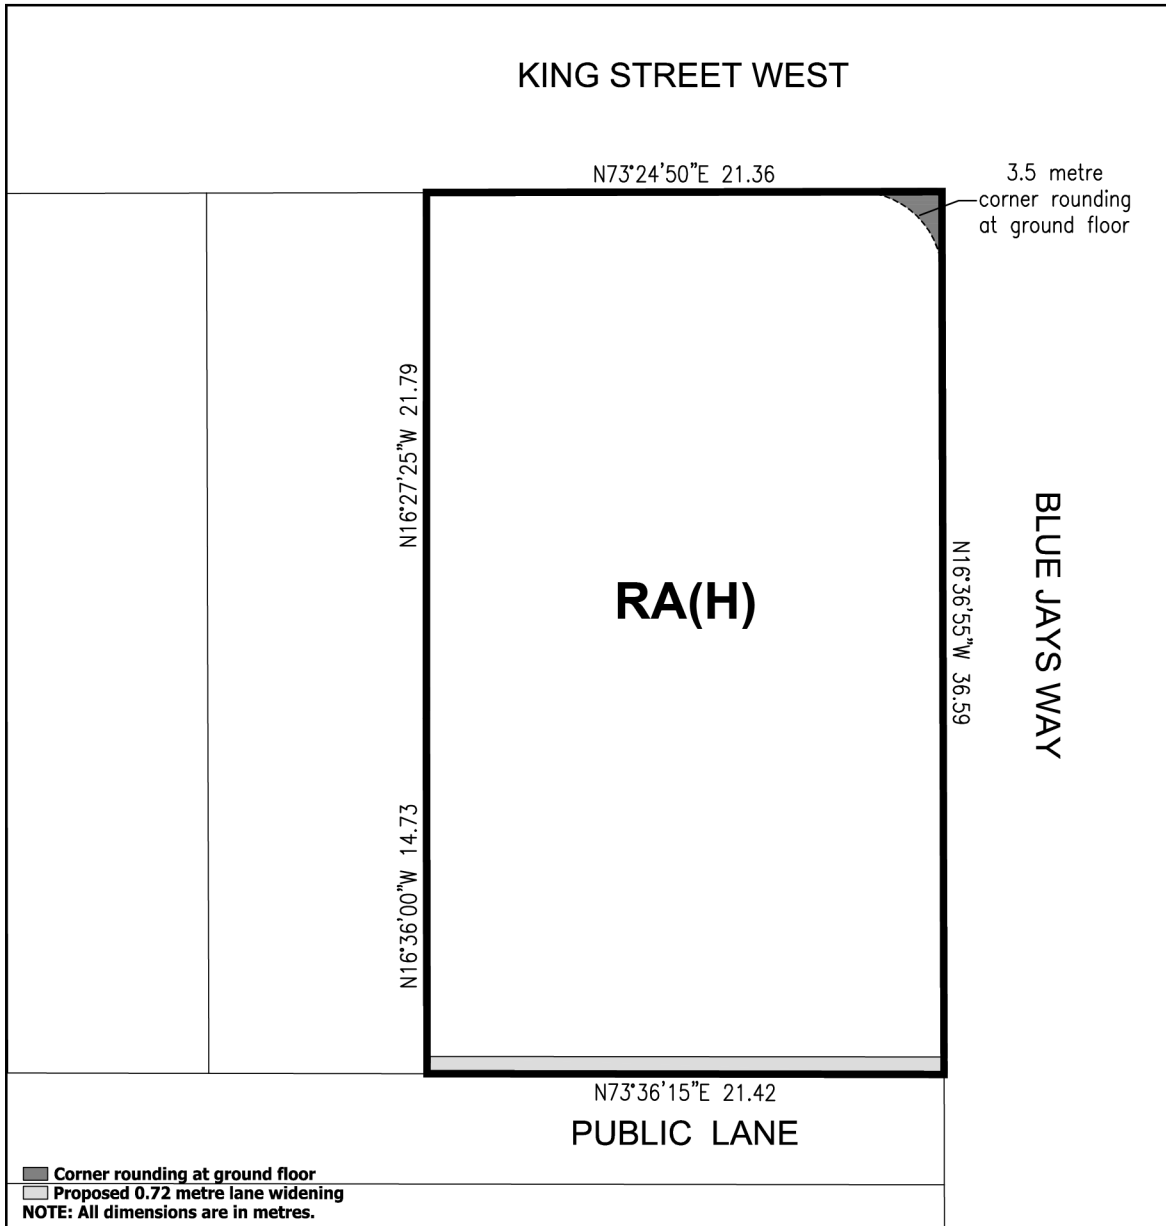 KING STREET WEST
N73°24'50"E 21.36
3.5 metre
corner rounding
at ground floor
N16°27'25"W 21.79
BLUE JAYS WAY
N16°36'55"W 36.59
RA(H)
N16°36'00"W 14.73
N73°36'15"E 21.42
PUBLIC LANE
Corner rounding at ground floor
Proposed 0.72 metre lane widening
NOTE: All dimensions are in metres.